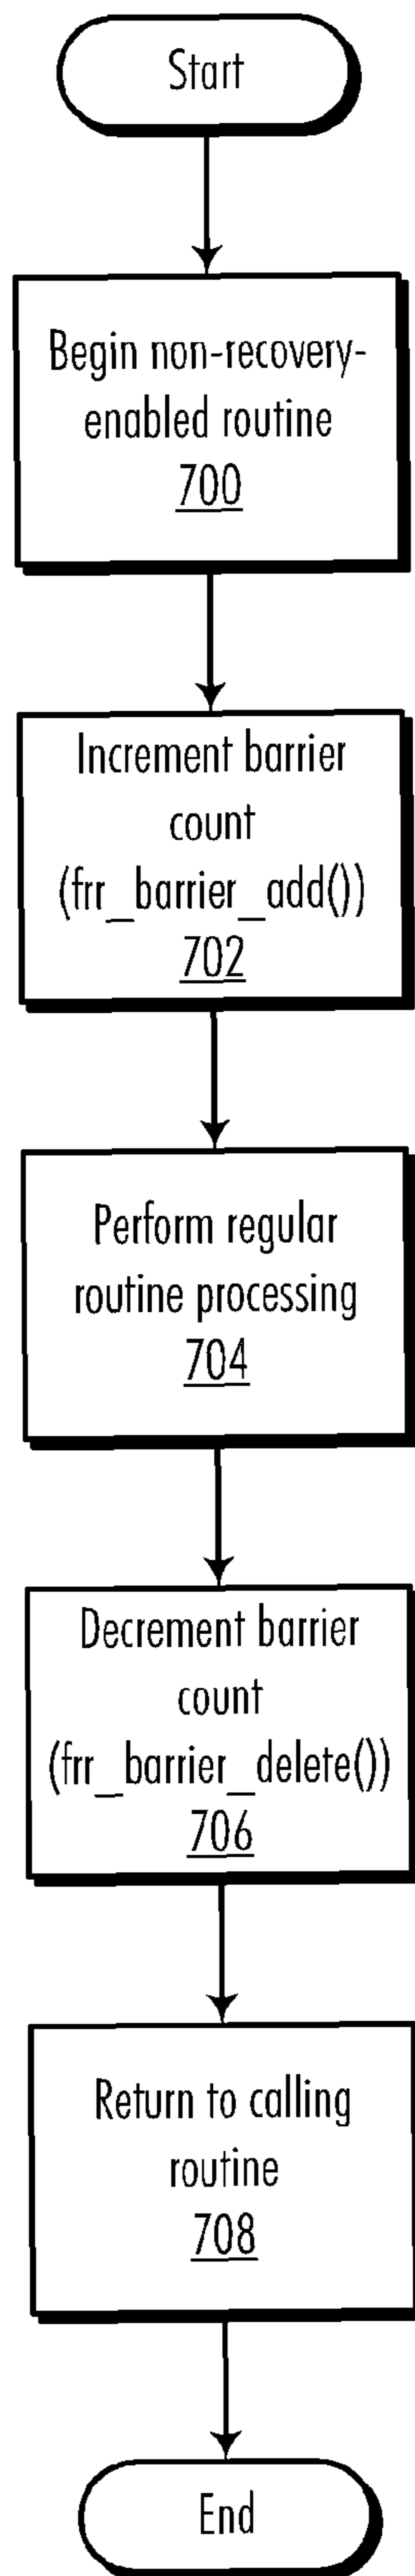 Start
Begin non-recovery-
enabled routine
700
Increment barrier
count
(frr_barrier_add())
702
Perform regular
routine processing
704
Decrement barrier
count
(frr_barrier_delete())
706
Return to calling
routine
708
End